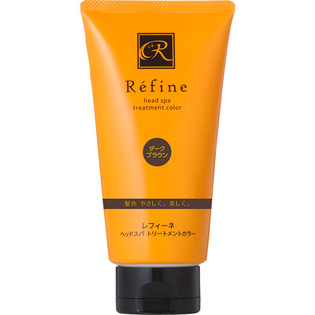 R
Réfine
head spa
treatment color
ダーク
ブラウン
髪色 やさしく、美しく。
レフィーネ
ヘッドスパ トリートメントカラー